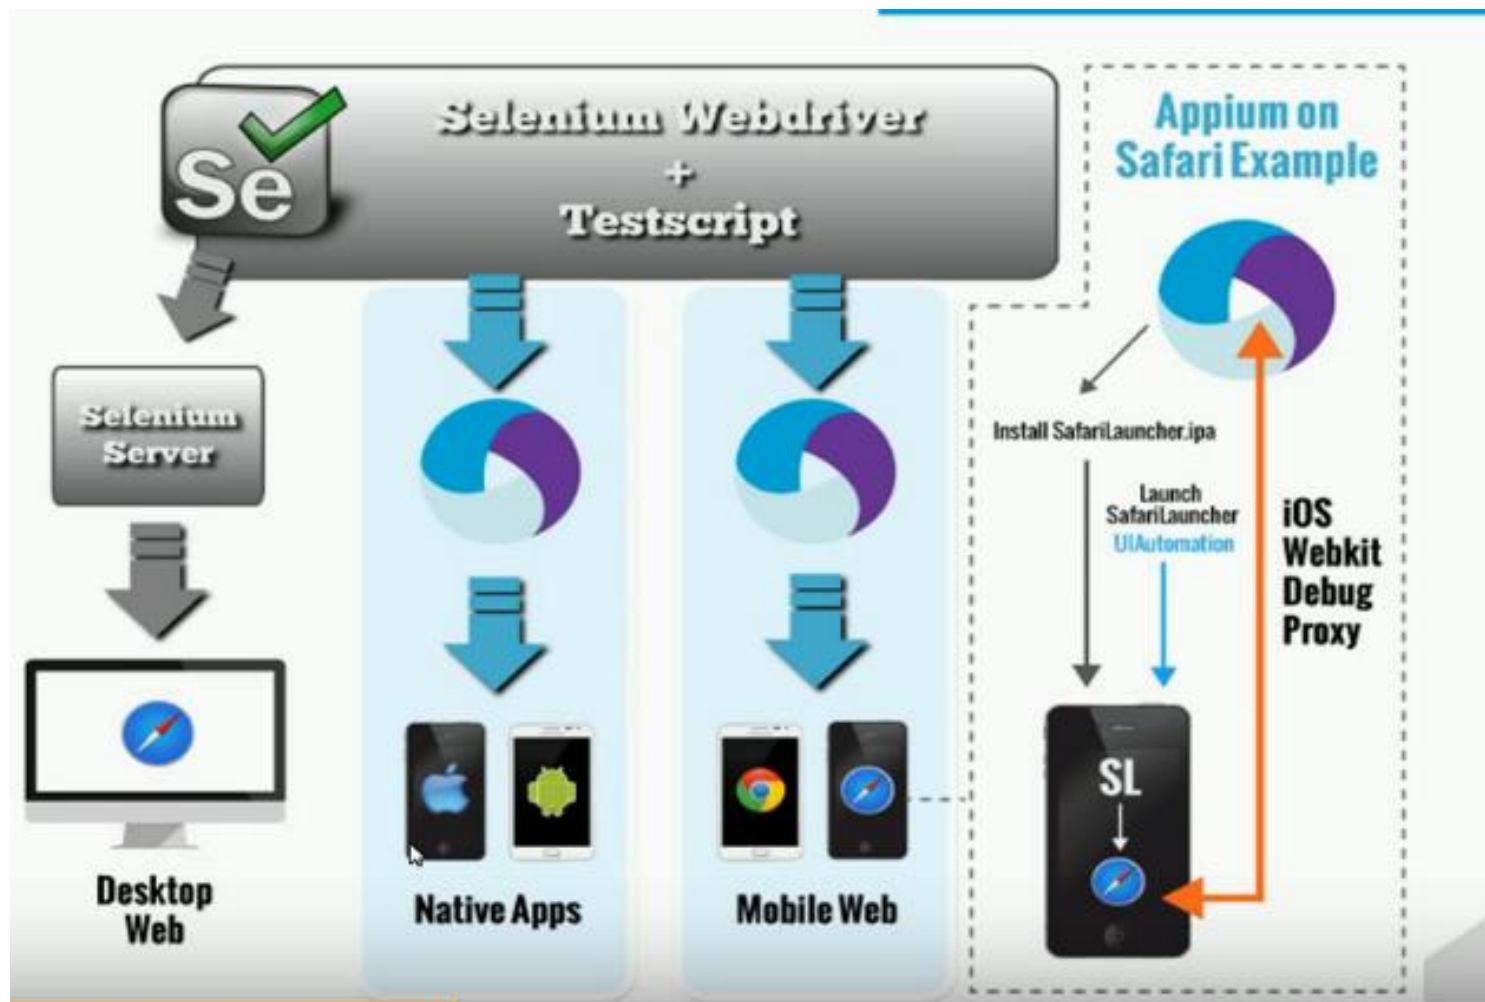 Se
Selenium Webdriver
+
Testscript
Selenium
Server
Desktop
Web
Native Apps
Mobile Web
Appium on
Safari Example
Install SafariLauncher.ipa
Launch
SafariLauncher
UIAutomation
iOS
Webkit
Debug
Proxy
SL